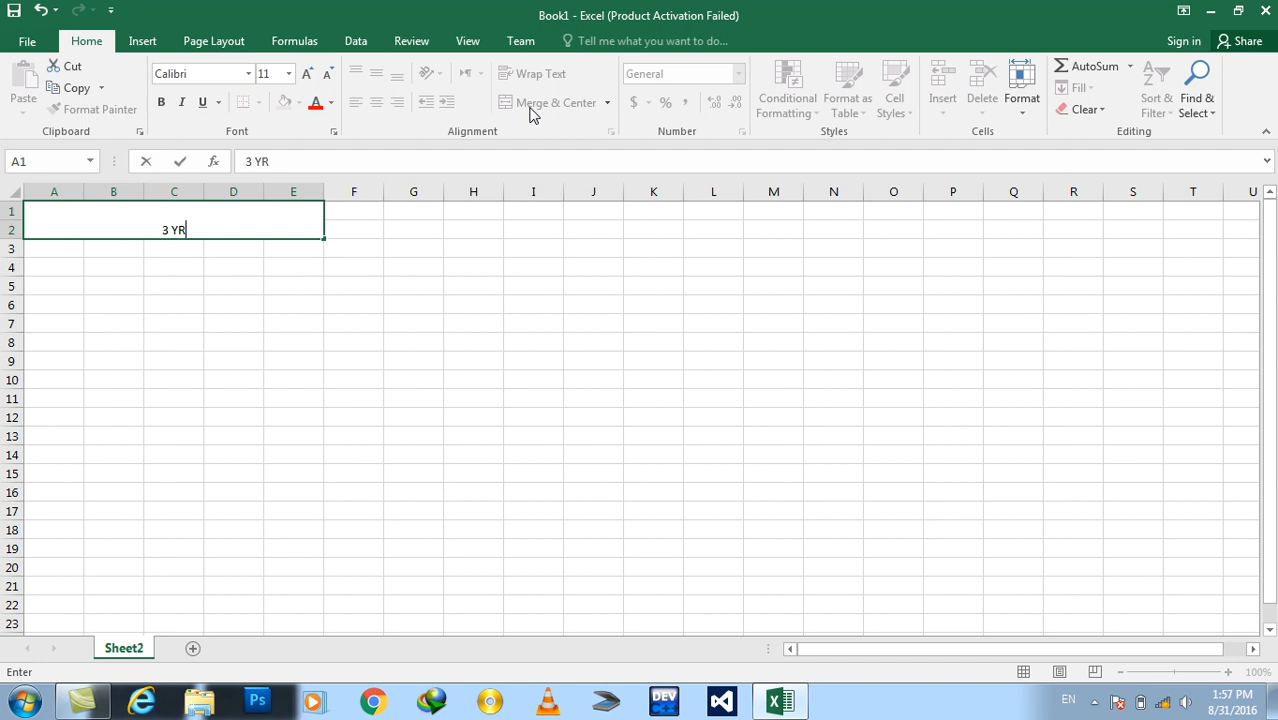 Book1 - Excel (Product Activation Failed)
File Home Insert Page Layout Formulas Data Review View Team Tell me what you want to do... Sign in Share
Paste
Cut
Copy
Format Painter
Clipboard
Calibri 11
B I U A A A
Font
Wrap Text
Merge & Center
Alignment
General
$ % ,
Number
Conditional Formatting
Format as Table
Cell Styles
Styles
Insert Delete Format
Cells
AutoSum
Fill
Clear
Sort & Filter
Find & Select
Editing
A1 fx 3 YR
A B C D E F G H I J K L M N O P Q R S T U
1
2 3 YR
3
4
5
6
7
8
9
10
11
12
13
14
15
16
17
18
19
20
21
22
23
Sheet2
Enter 100%
Ps DEV EN 1:57 PM
8/31/2016